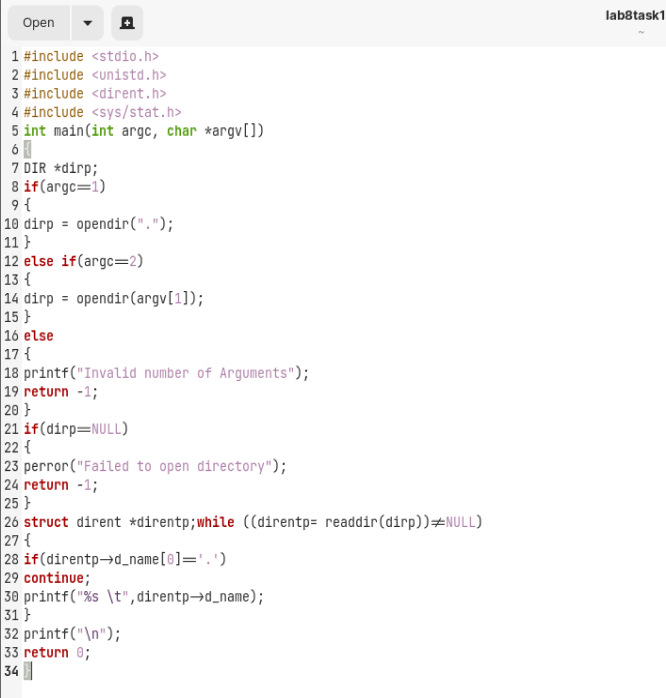 Open
lab8task1
~
1 #include <stdio.h>
2 #include <unistd.h>
3 #include <dirent.h>
4 #include <sys/stat.h>
5 int main(int argc, char *argv[])
6 {
7 DIR *dirp;
8 if(argc==1)
9 {
10 dirp = opendir(".");
11 }
12 else if(argc==2)
13 {
14 dirp = opendir(argv[1]);
15 }
16 else
17 {
18 printf("Invalid number of Arguments");
19 return -1;
20 }
21 if(dirp==NULL)
22 {
23 perror("Failed to open directory");
24 return -1;
25 }
26 struct dirent *direntp;while ((direntp= readdir(dirp))!=NULL)
27 {
28 if(direntp->d_name[0]=='.')
29 continue;
30 printf("%s \t",direntp->d_name);
31 }
32 printf("\n");
33 return 0;
34 }